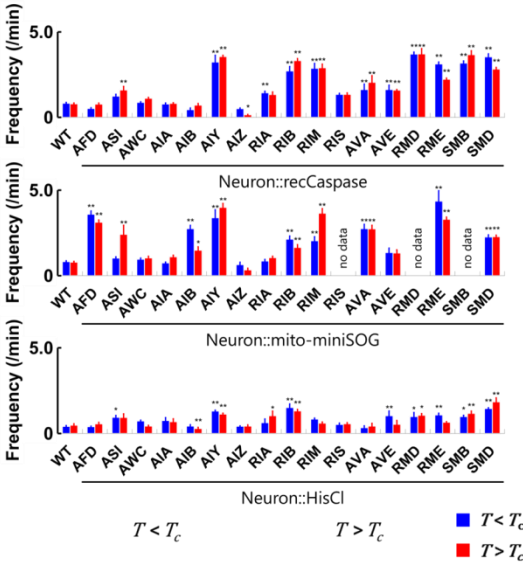 Frequency (/min)
5.0
0
** ** ** * ** ** ** ** ** ** ** ** ** **** ** ** ** ** ** **
WT AFD ASI AWC AIA AIB AIY AIZ RIA RIB RIM RIS AVA AVE RMD RME SMB SMD
Neuron::recCaspase
Frequency (/min)
5.0
0
** ** ** ** * ** ** ** ** ** ** no data **** no data ** ** no data ****
WT AFD ASI AWC AIA AIB AIY AIZ RIA RIB RIM RIS AVA AVE RMD RME SMB SMD
Neuron::mito-miniSOG
Frequency (/min)
5.0
0
* ** ** ** * ** ** ** * * ** * ** ** **
WT AFD ASI AWC AIA AIB AIY AIZ RIA RIB RIM RIS AVA AVE RMD RME SMB SMD
Neuron::HisCl
T < Tc T > Tc
T < Tc
T > Tc